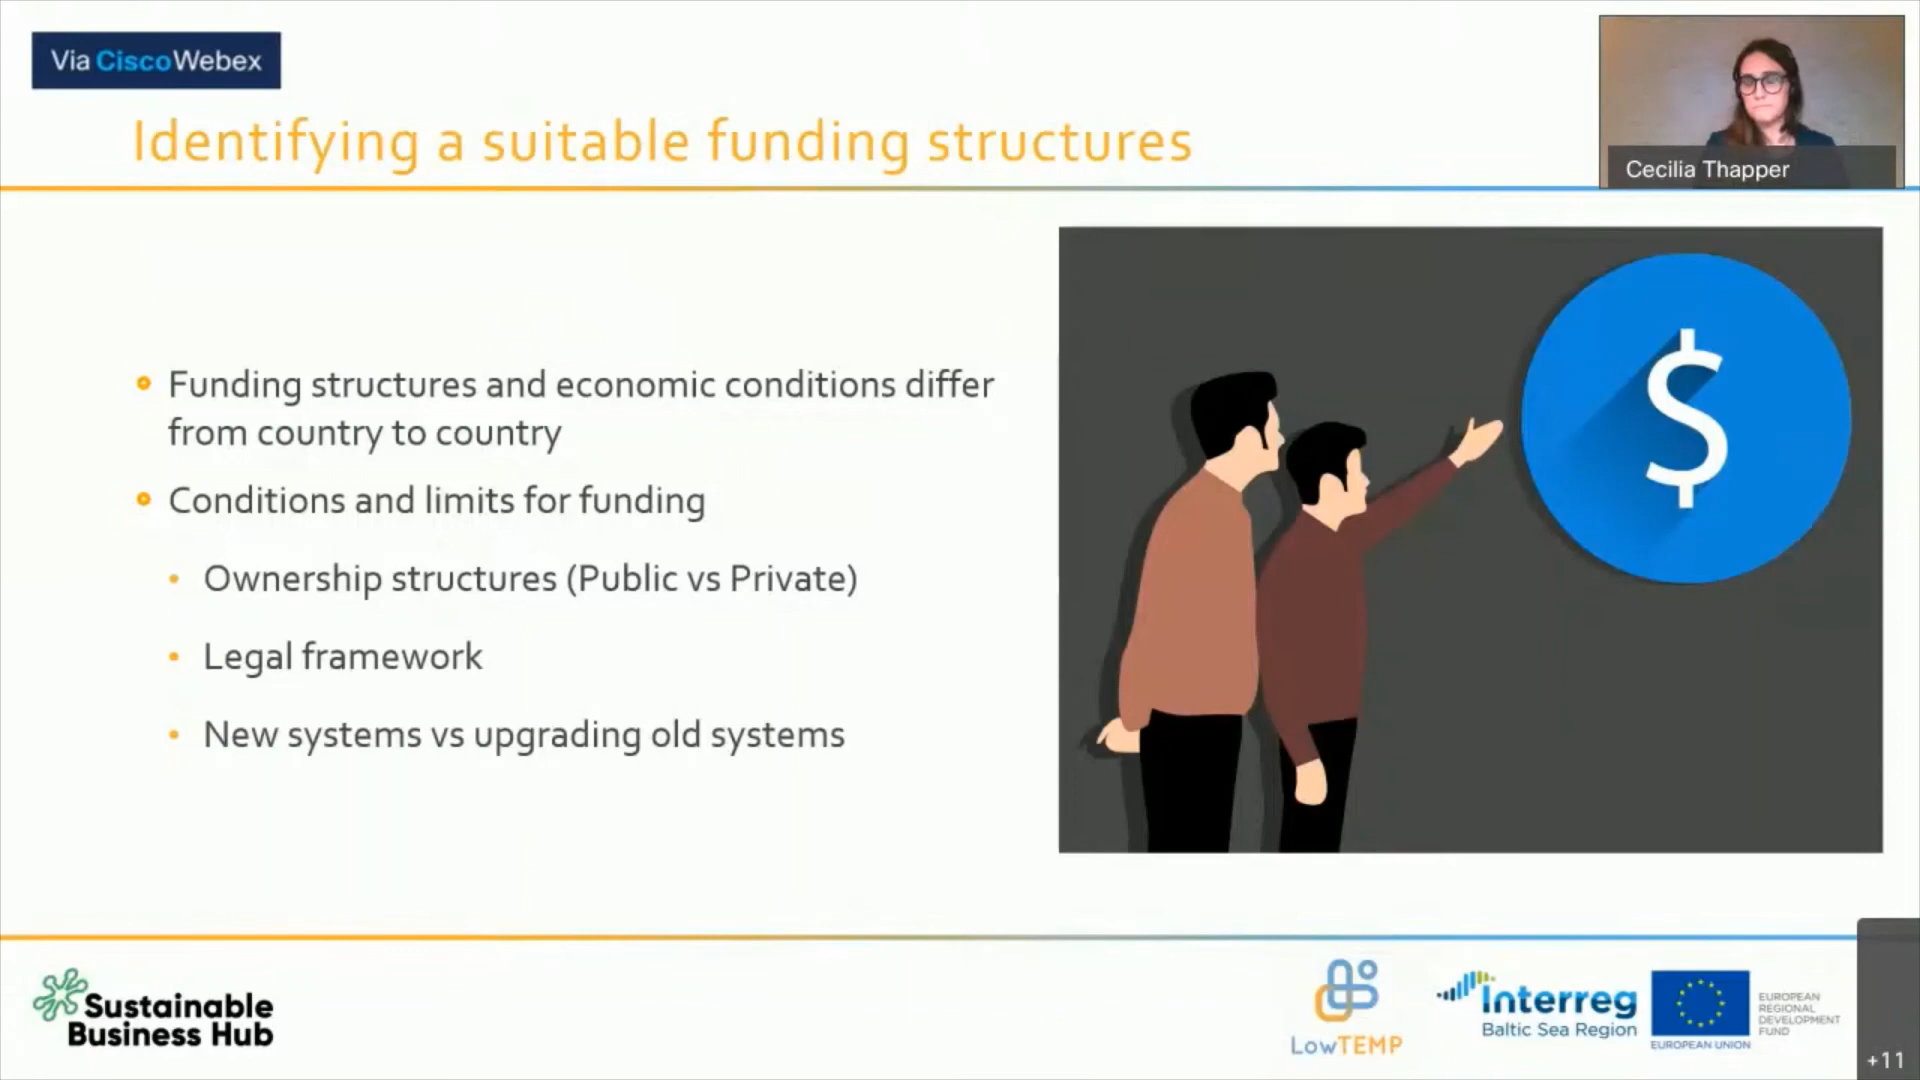 Via CiscoWebex
Identifying a suitable funding structures
Cecilia Thapper
Funding structures and economic conditions differ
from country to country
Conditions and limits for funding
Ownership structures (Public vs Private)
Legal framework
New systems vs upgrading old systems
$
Sustainable
Business Hub
LowTEMP
Interreg
Baltic Sea Region
EUROPEAN UNION
EUROPEAN
REGIONAL
DEVELOPMENT
FUND
+11